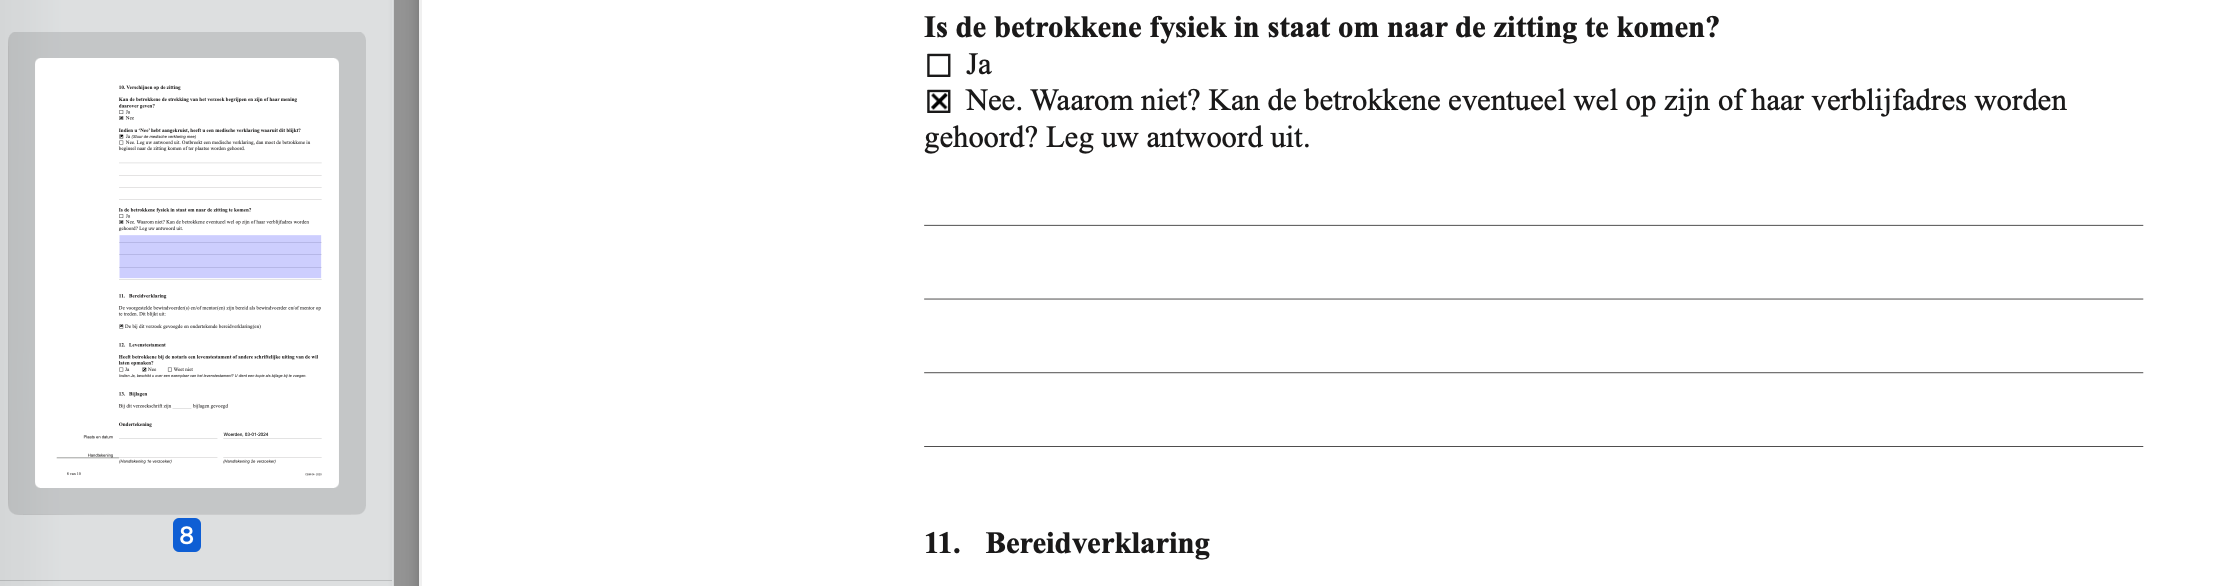 10. Verschijnen op de zitting
Kan de betrokkene de strekking van het verzoek begrijpen en zijn of haar mening
daarover geven?
Ja
Nee
Indien u 'Nee' hebt aangekruist, heeft u een medische verklaring waaruit dit blijkt?
Ja (Stuur de medische verklaring mee)
Nee. Leg uw antwoord uit. Ontbreekt een medische verklaring, dan moet de betrokkene in
beginsel naar de zitting komen of ter plaatse worden gehoord.
Is de betrokkene fysiek in staat om naar de zitting te komen?
Ja
Nee. Waarom niet? Kan de betrokkene eventueel wel op zijn of haar verblijfadres worden
gehoord? Leg uw antwoord uit.
11. Bereidverklaring
De voorgestelde bewindvoerder(s) en/of mentor(en) zijn bereid als bewindvoerder en/of mentor op
te treden. Dit blijkt uit:
De bij dit verzoek gevoegde en ondertekende bereidverklaring(en)
12. Levenstestament
Heeft betrokkene bij de notaris een levenstestament of andere schriftelijke uiting van de wil
laten opmaken?
Ja Nee Weet niet
13. Bijlagen
Bij dit verzoekschrift zijn _______ bijlagen gevoegd
Ondertekening
Plaats en datum
Woerden, 03-01-2024
Handtekening
(Handtekening 1e verzoeker) (Handtekening 2e verzoeker)
8 van 10
8
Is de betrokkene fysiek in staat om naar de zitting te komen?
Ja
Nee. Waarom niet? Kan de betrokkene eventueel wel op zijn of haar verblijfadres worden
gehoord? Leg uw antwoord uit.
11. Bereidverklaring